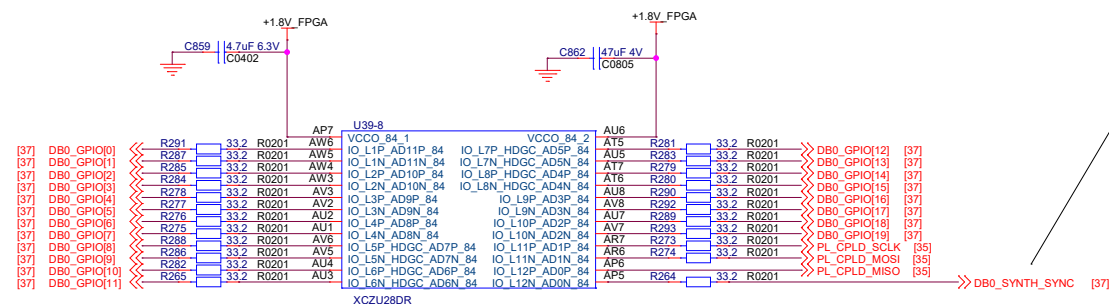 +1.8V_FPGA
+1.8V_FPGA
C859 4.7uF 6.3V
C0402
C862 47uF 4V
C0805
U39-8
AP7 VCCO_84_1 VCCO_84_2 AU6
[37] DB0_GPIO[0] R291 33.2 R0201 AW6 IO_L1P_AD11P_84 IO_L7P_HDGC_AD5P_84 AT5 R281 33.2 R0201 DB0_GPIO[12] [37]
[37] DB0_GPIO[1] R287 33.2 R0201 AW5 IO_L1N_AD11N_84 IO_L7N_HDGC_AD5N_84 AU5 R283 33.2 R0201 DB0_GPIO[13] [37]
[37] DB0_GPIO[2] R285 33.2 R0201 AW4 IO_L2P_AD10P_84 IO_L8P_HDGC_AD4P_84 AT7 R279 33.2 R0201 DB0_GPIO[14] [37]
[37] DB0_GPIO[3] R284 33.2 R0201 AW3 IO_L2N_AD10N_84 IO_L8N_HDGC_AD4N_84 AT6 R280 33.2 R0201 DB0_GPIO[15] [37]
[37] DB0_GPIO[4] R278 33.2 R0201 AV3 IO_L3P_AD9P_84 IO_L9P_AD3P_84 AU8 R290 33.2 R0201 DB0_GPIO[16] [37]
[37] DB0_GPIO[5] R277 33.2 R0201 AV2 IO_L3N_AD9N_84 IO_L9N_AD3N_84 AV8 R292 33.2 R0201 DB0_GPIO[17] [37]
[37] DB0_GPIO[6] R276 33.2 R0201 AU2 IO_L4P_AD8P_84 IO_L10P_AD2P_84 AU7 R289 33.2 R0201 DB0_GPIO[18] [37]
[37] DB0_GPIO[7] R275 33.2 R0201 AU1 IO_L4N_AD8N_84 IO_L10N_AD2N_84 AV7 R293 33.2 R0201 DB0_GPIO[19] [37]
[37] DB0_GPIO[8] R288 33.2 R0201 AV6 IO_L5P_HDGC_AD7P_84 IO_L11P_AD1P_84 AR7 R273 33.2 R0201 PL_CPLD_SCLK [35]
[37] DB0_GPIO[9] R286 33.2 R0201 AV5 IO_L5N_HDGC_AD7N_84 IO_L11N_AD1N_84 AR6 R274 33.2 R0201 PL_CPLD_MOSI [35]
[37] DB0_GPIO[10] R282 33.2 R0201 AU4 IO_L6P_HDGC_AD6P_84 IO_L12P_AD0P_84 AP6 PL_CPLD_MISO [35]
[37] DB0_GPIO[11] R265 33.2 R0201 AU3 IO_L6N_HDGC_AD6N_84 IO_L12N_AD0N_84 AP5 R264 33.2 R0201 DB0_SYNTH_SYNC [37]
XCZU28DR